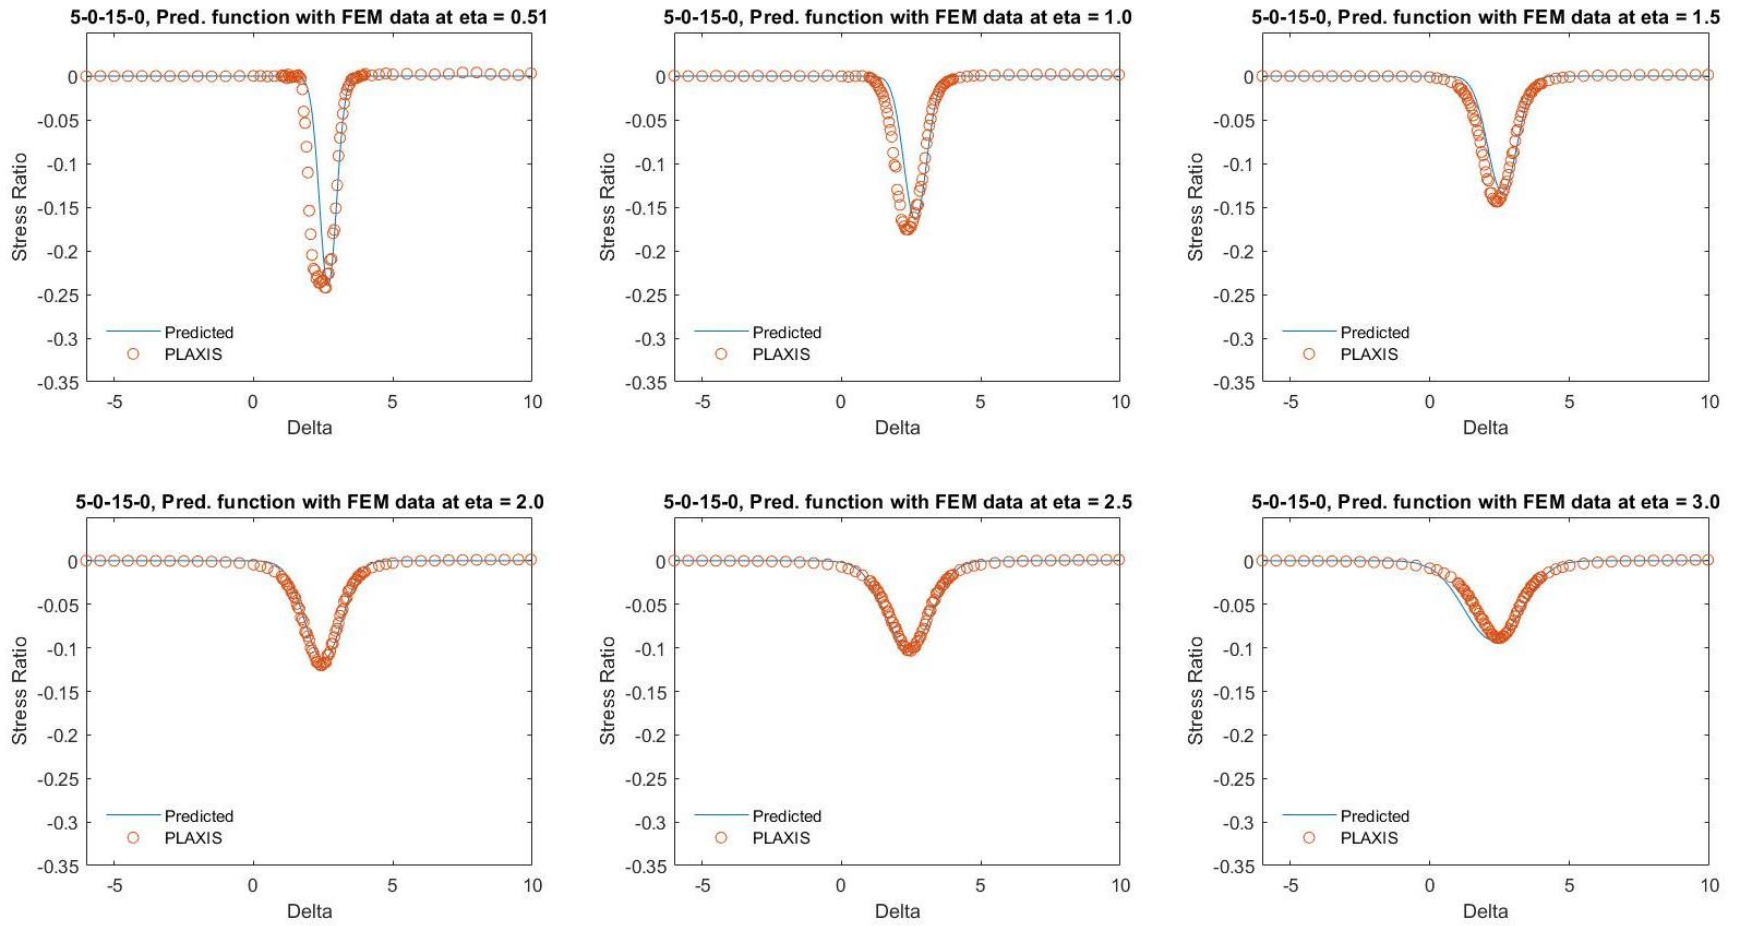 5-0-15-0, Pred. function with FEM data at eta = 0.51
0
-0.05
-0.1
-0.15
-0.2
-0.25
-0.3
-0.35
Stress Ratio
Predicted
PLAXIS
-5
0
5
10
Delta
5-0-15-0, Pred. function with FEM data at eta = 1.0
0
-0.05
-0.1
-0.15
-0.2
-0.25
-0.3
-0.35
Stress Ratio
Predicted
PLAXIS
-5
0
5
10
Delta
5-0-15-0, Pred. function with FEM data at eta = 1.5
0
-0.05
-0.1
-0.15
-0.2
-0.25
-0.3
-0.35
Stress Ratio
Predicted
PLAXIS
-5
0
5
10
Delta
5-0-15-0, Pred. function with FEM data at eta = 2.0
0
-0.05
-0.1
-0.15
-0.2
-0.25
-0.3
-0.35
Stress Ratio
Predicted
PLAXIS
-5
0
5
10
Delta
5-0-15-0, Pred. function with FEM data at eta = 2.5
0
-0.05
-0.1
-0.15
-0.2
-0.25
-0.3
-0.35
Stress Ratio
Predicted
PLAXIS
-5
0
5
10
Delta
5-0-15-0, Pred. function with FEM data at eta = 3.0
0
-0.05
-0.1
-0.15
-0.2
-0.25
-0.3
-0.35
Stress Ratio
Predicted
PLAXIS
-5
0
5
10
Delta